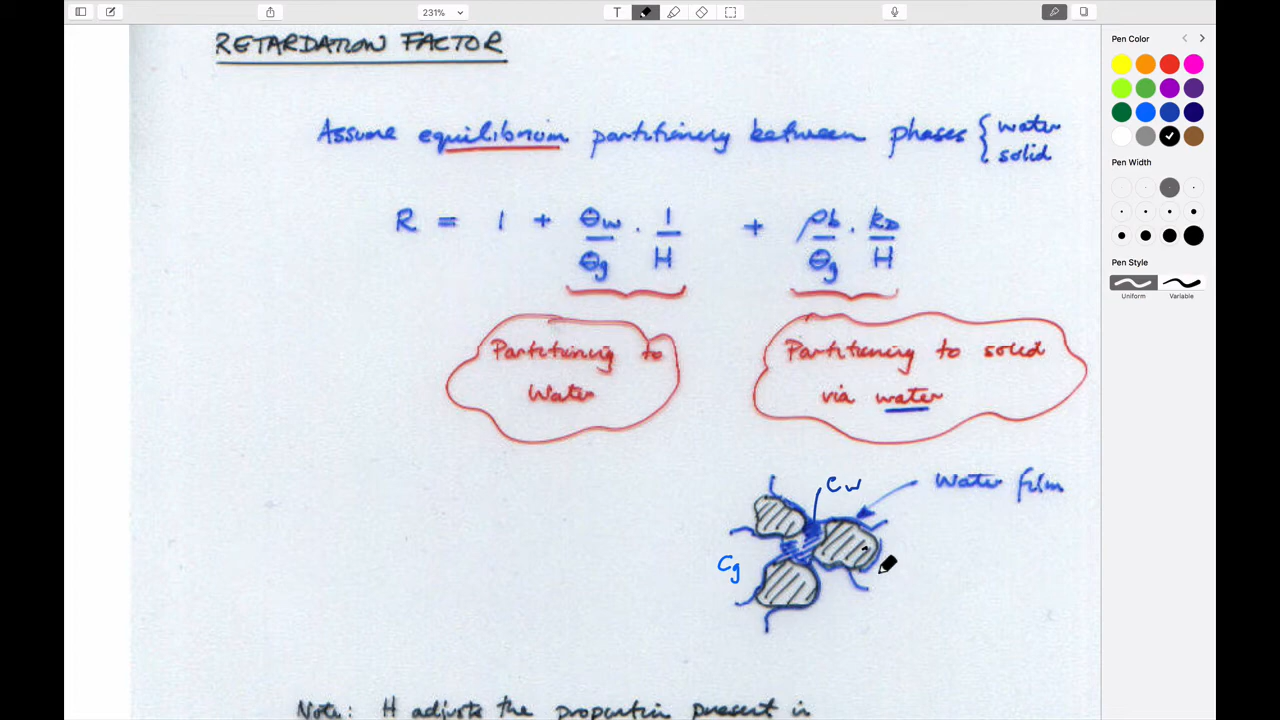 231%
T
RETARDATION FACTOR
Assume equilibrium partitioning between phases { water
solid
R = 1 + θw/θg . 1/H + ρb/θg . kD/H
Partitioning to
Water
Partitioning to solid
via water
Cw
Water film
Cg
Note: H adjusts the proportion present in
Pen Color
Pen Width
Pen Style
Uniform
Variable